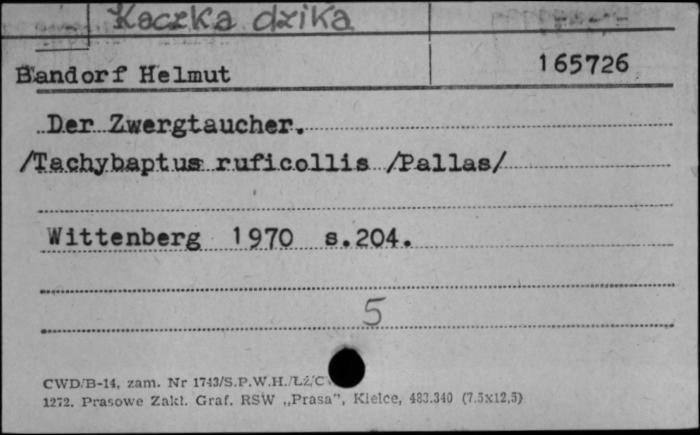 Kaczka dzika
Bandorf Helmut
165726
Der Zwergtaucher.
/Tachybaptus ruficollis /Pallas/
Wittenberg 1970 s.204.
5
CWD/B-14, zam. Nr 1743/S.P.W.H./ŁŹ/C
1272. Prasowe Zakł. Graf. RSW „Prasa”, Kielce, 483.340 (7.5x12,5)